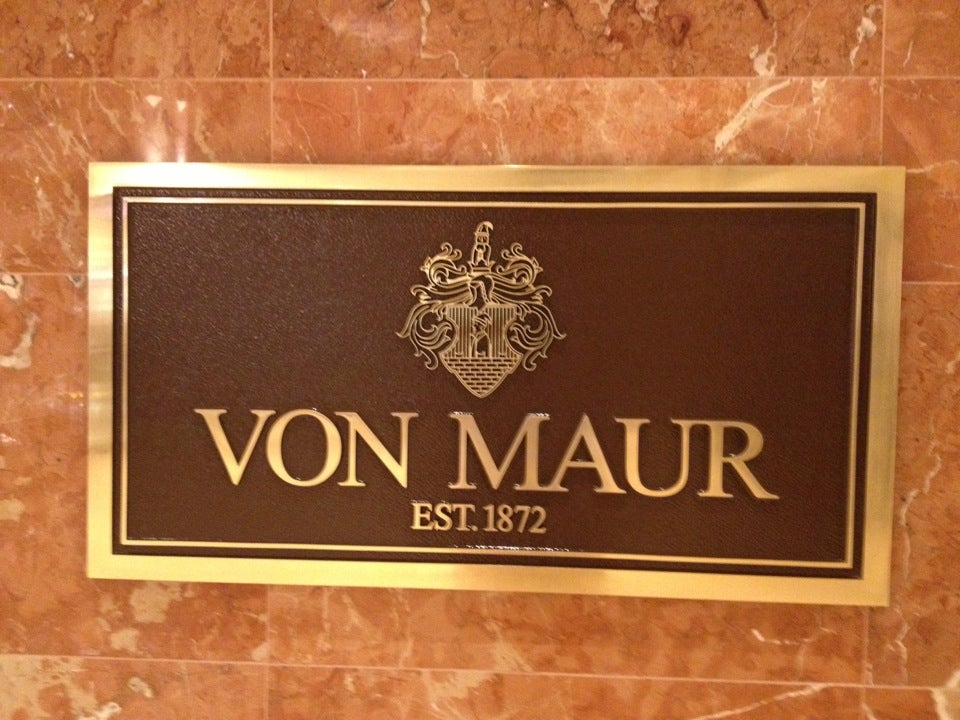 VON MAUR
EST. 1872